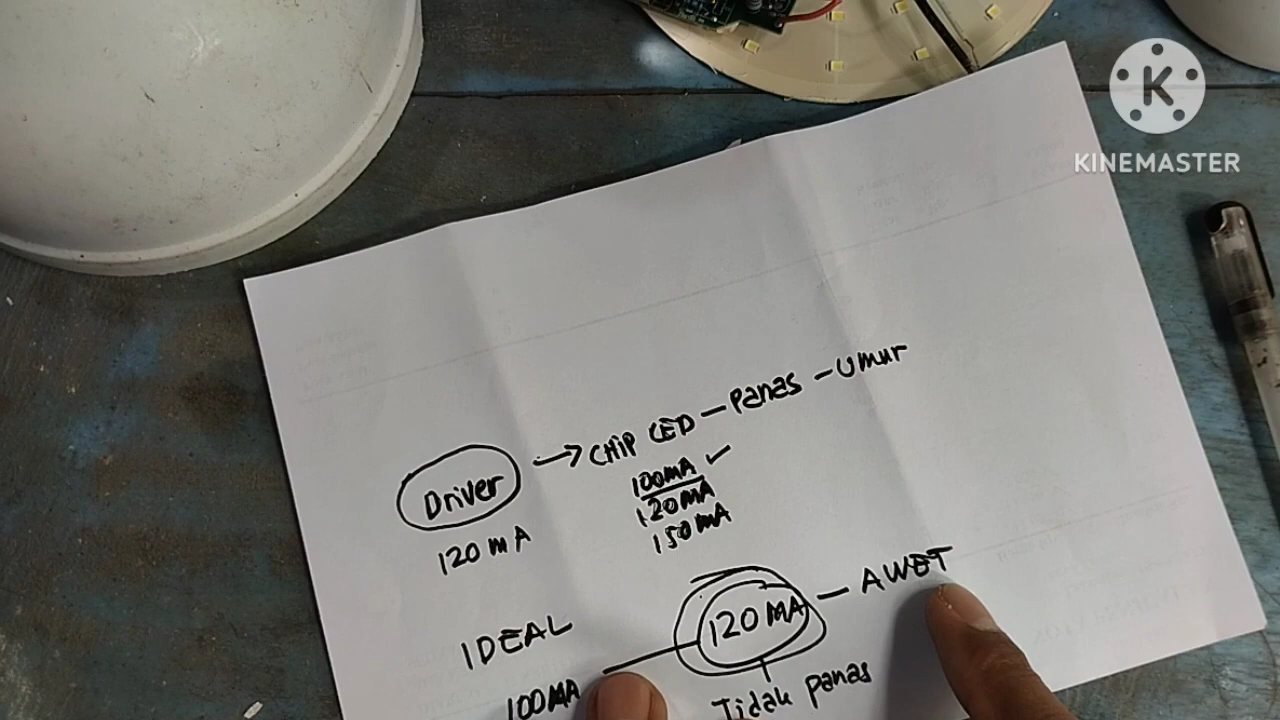 KINEMASTER
Driver → CHIP LED — Panas — Umur
120 mA
100MA ✓
120MA
150MA
IDEAL
100MA — 120 MA — AWET
Tidak panas